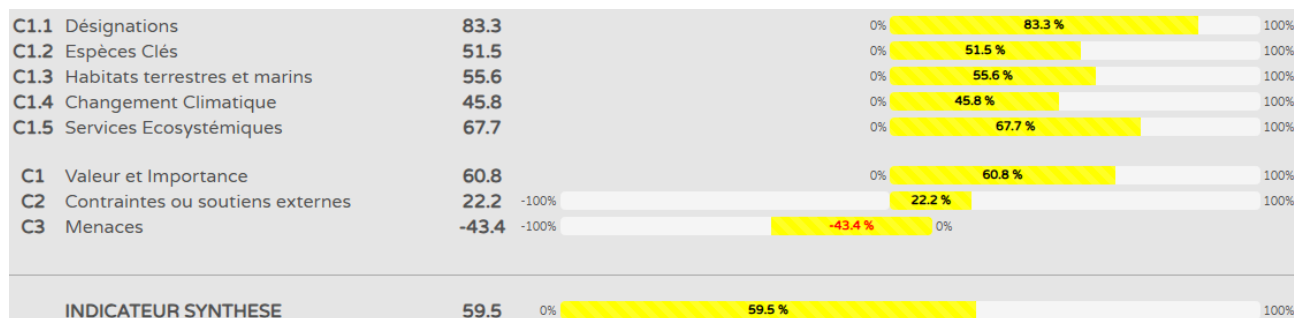 C1.1 Désignations 83.3 0% 83.3 % 100%
C1.2 Espèces Clés 51.5 0% 51.5 % 100%
C1.3 Habitats terrestres et marins 55.6 0% 55.6 % 100%
C1.4 Changement Climatique 45.8 0% 45.8 % 100%
C1.5 Services Ecosystémiques 67.7 0% 67.7 % 100%
C1 Valeur et Importance 60.8 0% 60.8 % 100%
C2 Contraintes ou soutiens externes 22.2 -100% 22.2 % 100%
C3 Menaces -43.4 -100% -43.4 % 0%
INDICATEUR SYNTHESE 59.5 0% 59.5 % 100%